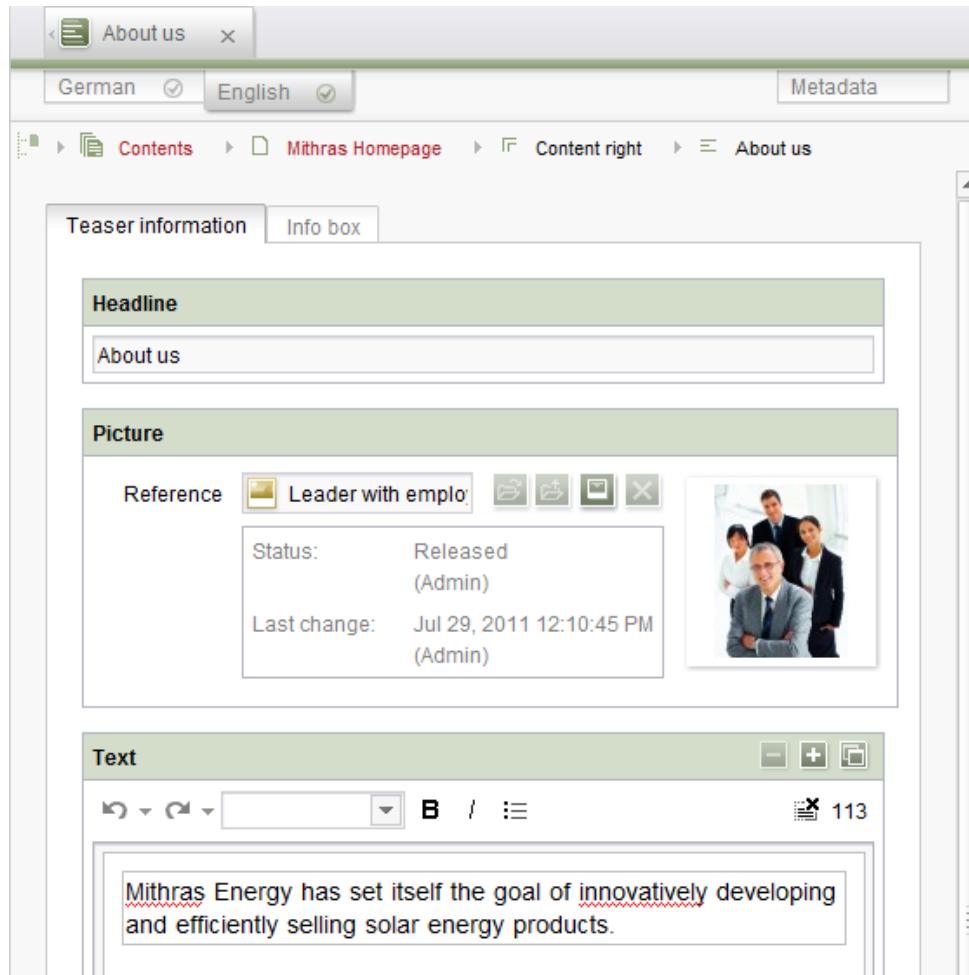 About us
German English Metadata
Contents Mithras Homepage Content right About us
Teaser information Info box
Headline
About us
Picture
Reference Leader with emplo
Status: Released
(Admin)
Last change: Jul 29, 2011 12:10:45 PM
(Admin)
Text
B I 113
Mithras Energy has set itself the goal of innovatively developing
and efficiently selling solar energy products.